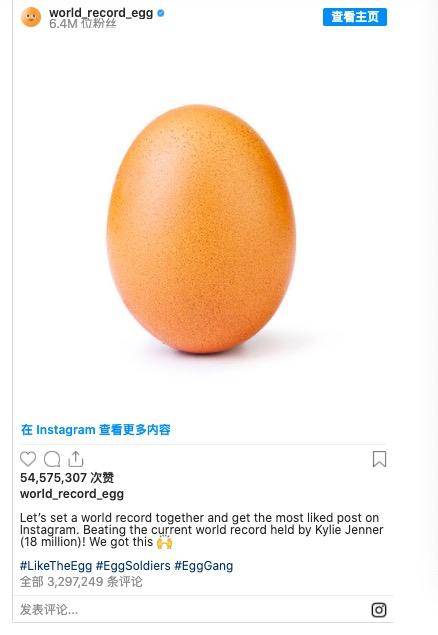 world_record_egg
6.4M 位粉丝
查看主页
在 Instagram 查看更多内容
54,575,307 次赞
world_record_egg
Let's set a world record together and get the most liked post on
Instagram. Beating the current world record held by Kylie Jenner
(18 million)! We got this 🙌
#LikeTheEgg #EggSoldiers #EggGang
全部 3,297,249 条评论
发表评论...